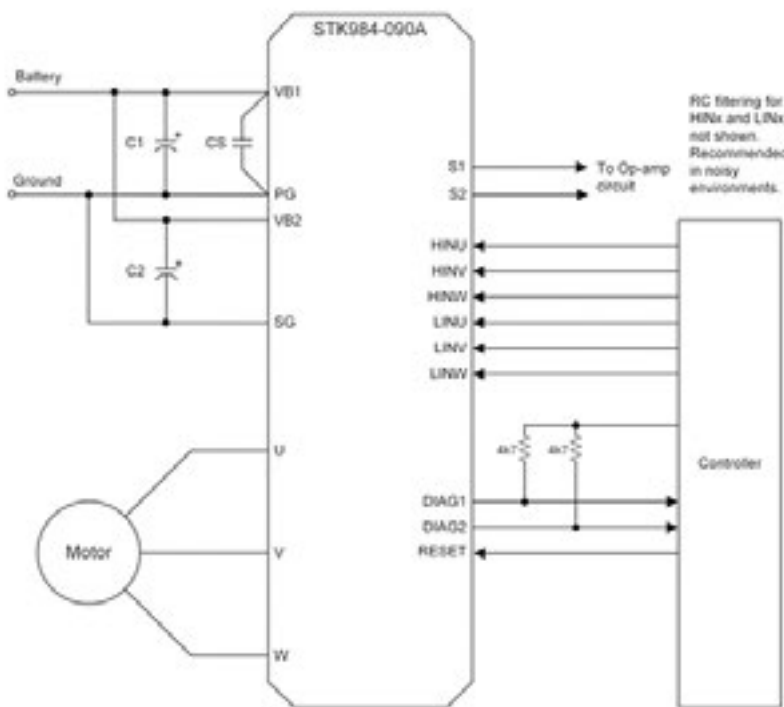 STK984-090A
Battery
VB1
C1
+
CS
Ground
PG
VB2
C2
+
SG
U
Motor
V
W
S1
S2
To Op-amp
circuit
RC filtering for
HINx and LINx
not shown.
Recommended
in noisy
environments.
HINU
HINV
HINW
LINU
LINV
LINW
4k7
4k7
Controller
DIAG1
DIAG2
RESET